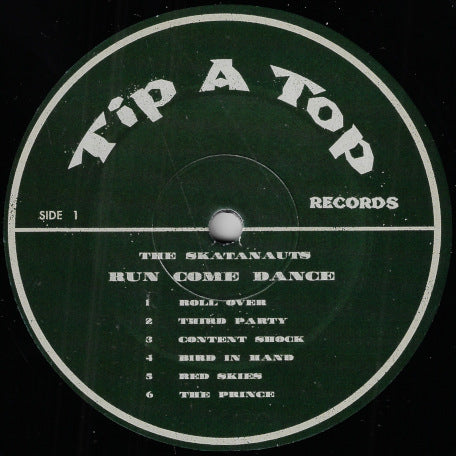 Tip A Top
RECORDS
SIDE 1
THE SKATANAUTS
RUN COME DANCE
1 ROLL OVER
2 THIRD PARTY
3 CONTENT SHOCK
4 BIRD IN HAND
5 RED SKIES
6 THE PRINCE